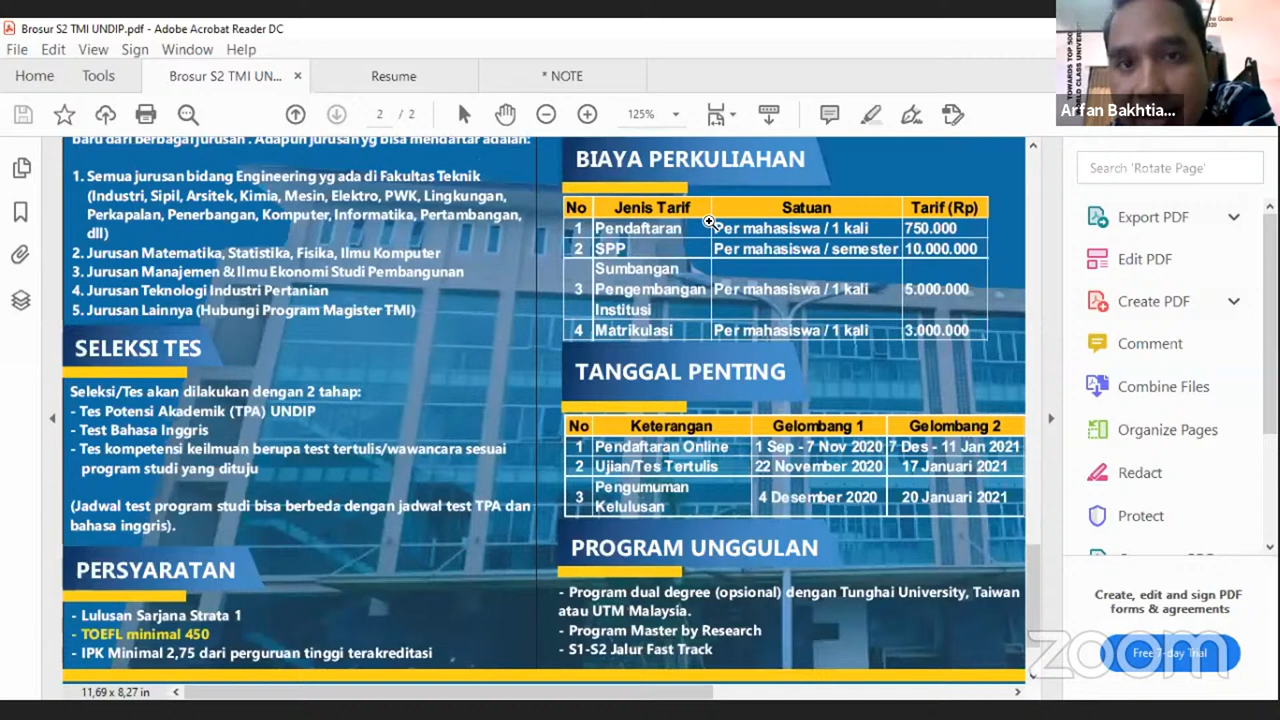 Brosur S2 TMI UNDIP.pdf - Adobe Acrobat Reader DC
File Edit View Sign Window Help
Home Tools Brosur S2 TMI UN... × Resume * NOTE
2 / 2 125%
baru dari berbagai jurusan . Adapun jurusan yg bisa mendaftar adalah:
1. Semua jurusan bidang Engineering yg ada di Fakultas Teknik
(Industri, Sipil, Arsitek, Kimia, Mesin, Elektro, PWK, Lingkungan,
Perkapalan, Penerbangan, Komputer, Informatika, Pertambangan,
dll)
2. Jurusan Matematika, Statistika, Fisika, Ilmu Komputer
3. Jurusan Manajemen & Ilmu Ekonomi Studi Pembangunan
4. Jurusan Teknologi Industri Pertanian
5. Jurusan Lainnya (Hubungi Program Magister TMI)
SELEKSI TES
Seleksi/Tes akan dilakukan dengan 2 tahap:
- Tes Potensi Akademik (TPA) UNDIP
- Test Bahasa Inggris
- Tes kompetensi keilmuan berupa test tertulis/wawancara sesuai
program studi yang dituju
(Jadwal test program studi bisa berbeda dengan jadwal test TPA dan
bahasa inggris).
PERSYARATAN
- Lulusan Sarjana Strata 1
- TOEFL minimal 450
- IPK Minimal 2,75 dari perguruan tinggi terakreditasi
BIAYA PERKULIAHAN
No Jenis Tarif Satuan Tarif (Rp)
1 Pendaftaran Per mahasiswa / 1 kali 750.000
2 SPP Per mahasiswa / semester 10.000.000
3 Sumbangan Pengembangan Institusi Per mahasiswa / 1 kali 5.000.000
4 Matrikulasi Per mahasiswa / 1 kali 3.000.000
TANGGAL PENTING
No Keterangan Gelombang 1 Gelombang 2
1 Pendaftaran Online 1 Sep - 7 Nov 2020 7 Des - 11 Jan 2021
2 Ujian/Tes Tertulis 22 November 2020 17 Januari 2021
3 Pengumuman Kelulusan 4 Desember 2020 20 Januari 2021
PROGRAM UNGGULAN
- Program dual degree (opsional) dengan Tunghai University, Taiwan
atau UTM Malaysia.
- Program Master by Research
- S1-S2 Jalur Fast Track
11,69 x 8,27 in
TOWARDS TOP 500
Arfan Bakhtia...
Search 'Rotate Page'
Export PDF
Edit PDF
Create PDF
Comment
Combine Files
Organize Pages
Redact
Protect
Create, edit and sign PDF
forms & agreements
Free 7-day Trial
zoom